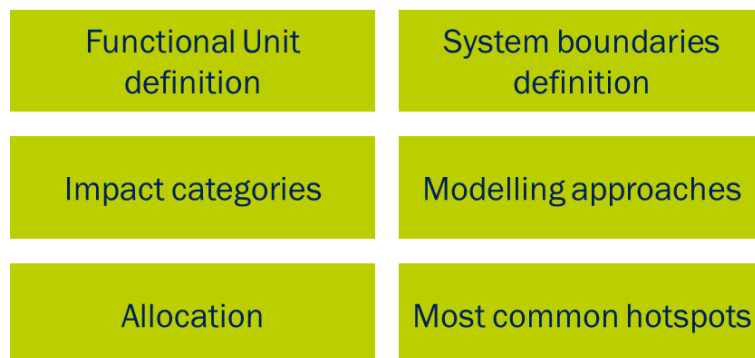 Functional Unit
definition
System boundaries
definition
Impact categories
Modelling approaches
Allocation
Most common hotspots